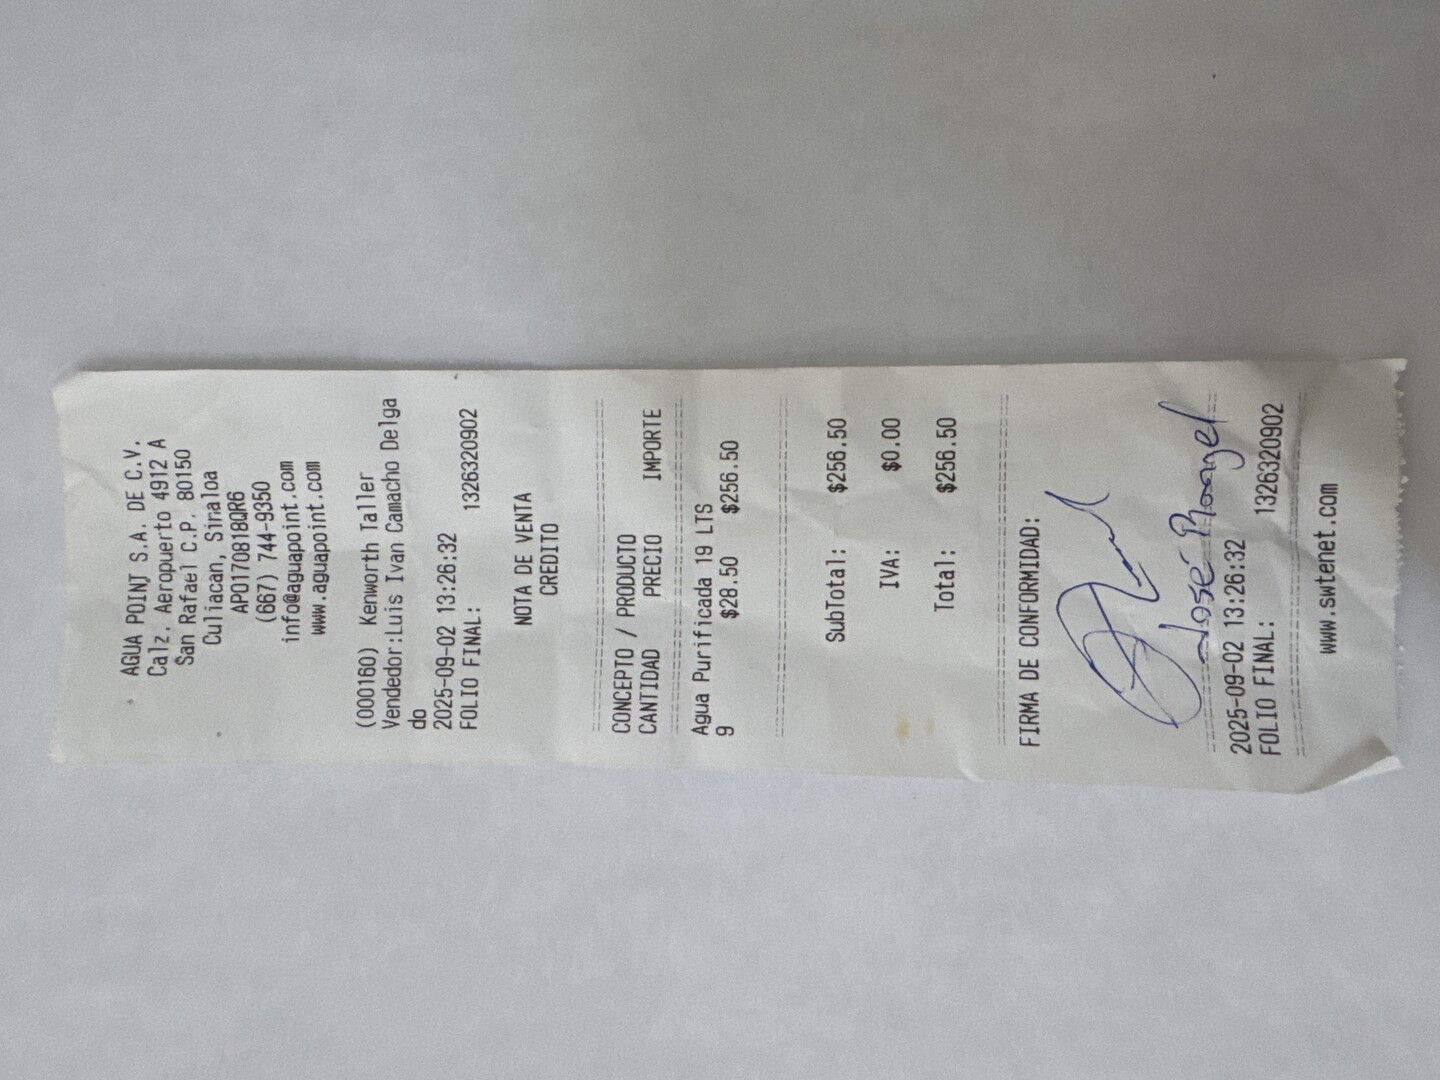 AGUA POINT S.A. DE C.V.
Calz. Aeropuerto 4912 A
San Rafael C.P. 80150
Culiacan, Sinaloa
APO170818QR6
(667) 744-9350
info@aguapoint.com
www.aguapoint.com
(000160) Kenworth Taller
Vendedor:Luis Ivan Camacho Delga
do
2025-09-02 13:26:32
FOLIO FINAL: 1326320902
NOTA DE VENTA
CREDITO
CONCEPTO / PRODUCTO
CANTIDAD PRECIO IMPORTE
Agua Purificada 19 LTS
9 $28.50 $256.50
SubTotal: $256.50
IVA: $0.00
Total: $256.50
FIRMA DE CONFORMIDAD:
José Rangel
2025-09-02 13:26:32
FOLIO FINAL: 1326320902
www.swtenet.com